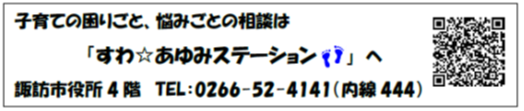 子育ての困りごと、悩みごとの相談は
「すわ☆あゆみステーション👣」へ
諏訪市役所4階 TEL:0266-52-4141(内線444)